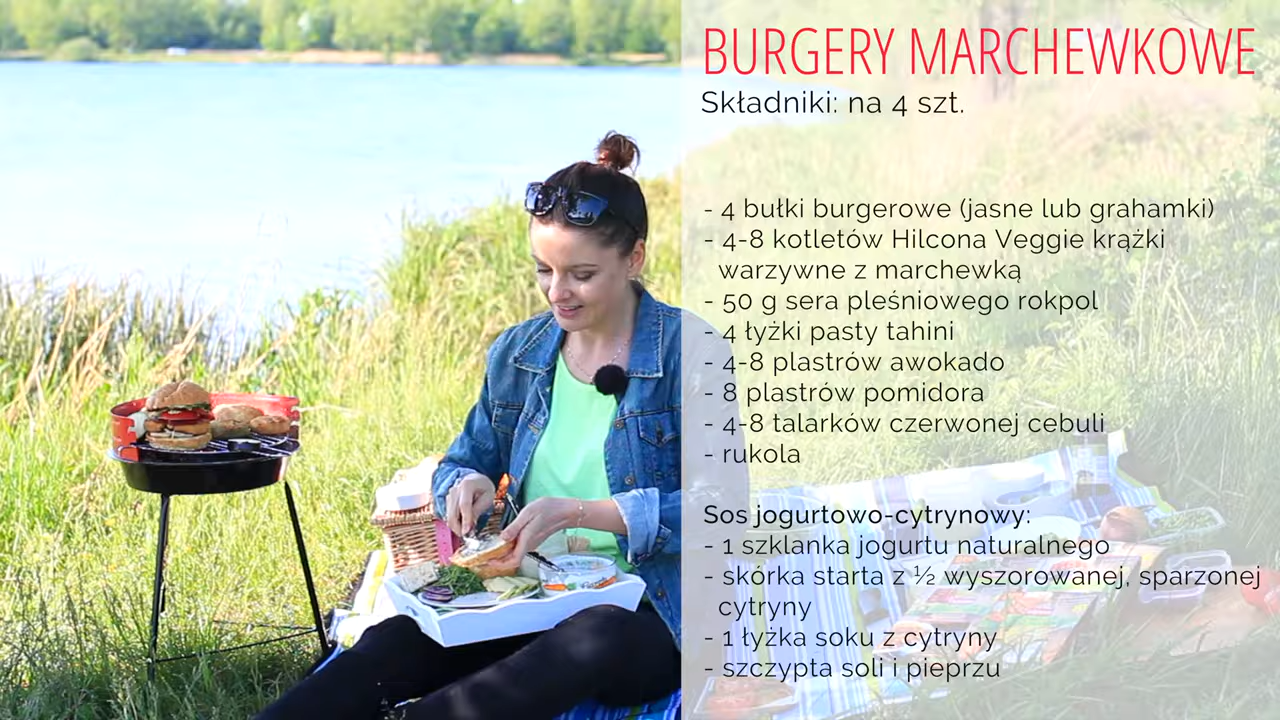 BURGERY MARCHEWKOWE
Składniki: na 4 szt.
- 4 bułki burgerowe (jasne lub grahamki)
- 4-8 kotletów Hilcona Veggie krążki
warzywne z marchewką
- 50 g sera pleśniowego rokpol
- 4 łyżki pasty tahini
- 4-8 plastrów awokado
- 8 plastrów pomidora
- 4-8 talarków czerwonej cebuli
- rukola
Sos jogurtowo-cytrynowy:
- 1 szklanka jogurtu naturalnego
- skórka starta z ½ wyszorowanej, sparzonej
cytryny
- 1 łyżka soku z cytryny
- szczypta soli i pieprzu